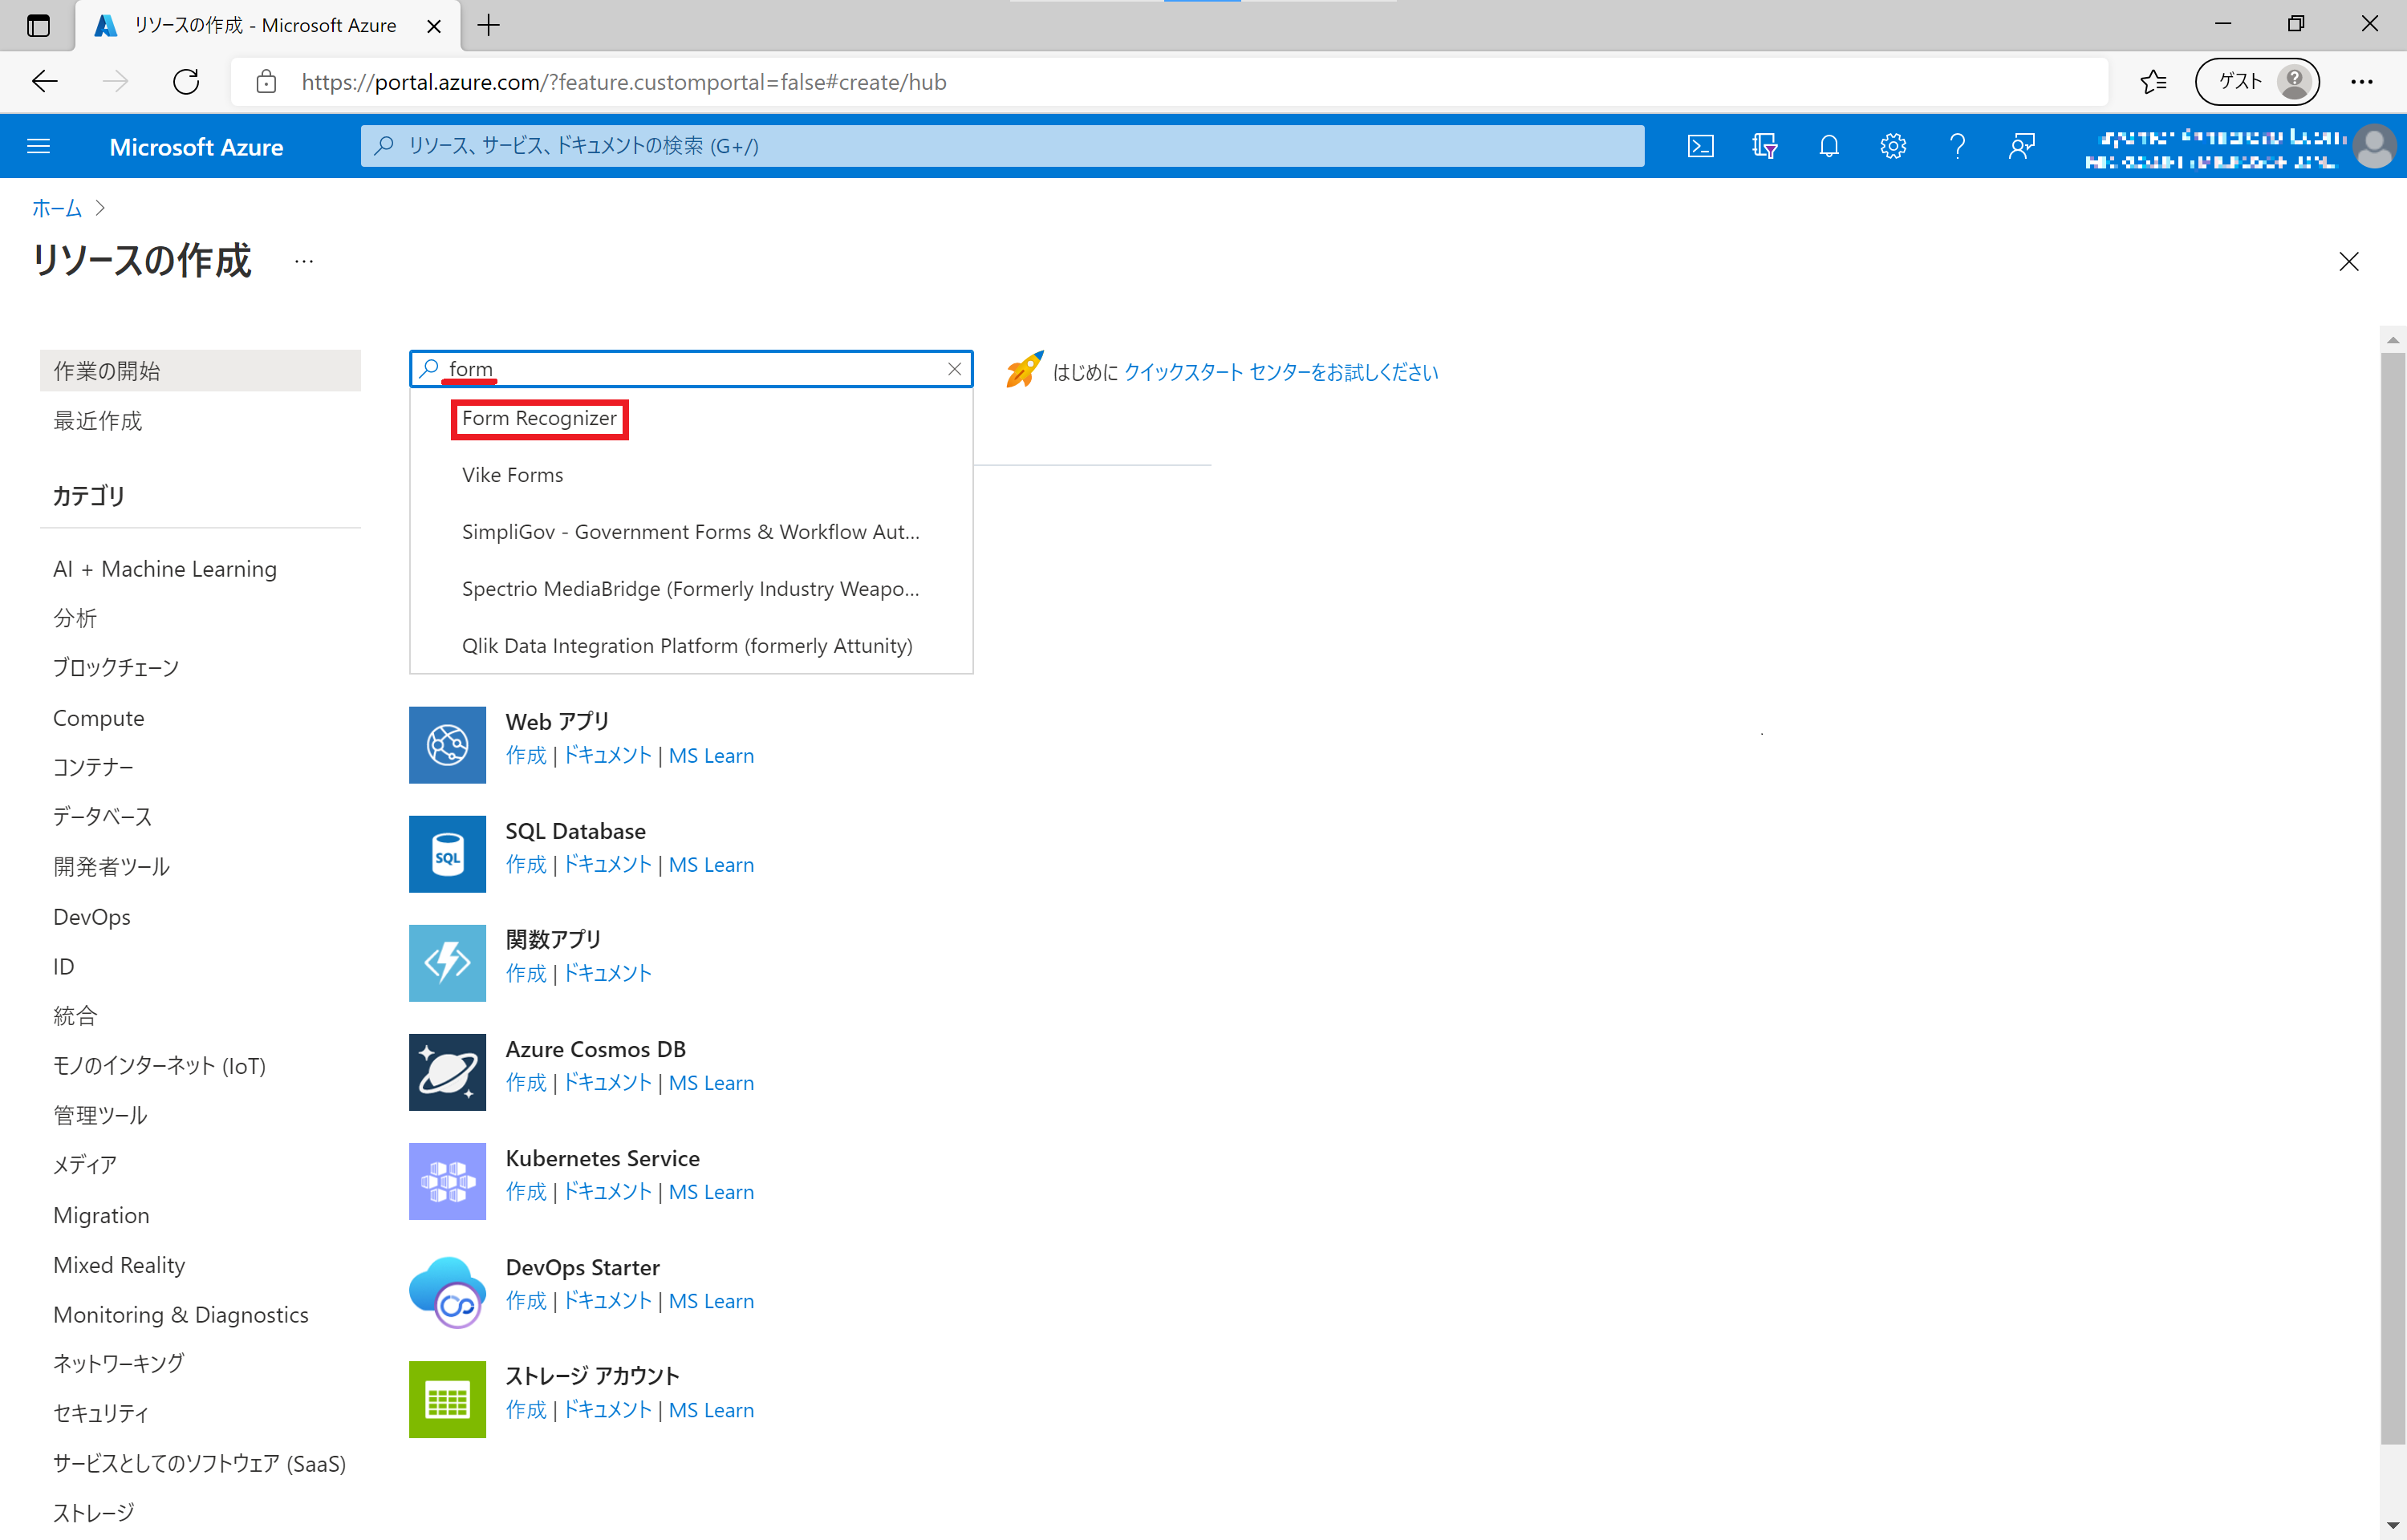 リソースの作成 - Microsoft Azure
https://portal.azure.com/?feature.customportal=false#create/hub
ゲスト
Microsoft Azure
リソース、サービス、ドキュメントの検索 (G+/)
ホーム
リソースの作成
...
作業の開始
最近作成
カテゴリ
AI + Machine Learning
分析
ブロックチェーン
Compute
コンテナー
データベース
開発者ツール
DevOps
ID
統合
モノのインターネット (IoT)
管理ツール
メディア
Migration
Mixed Reality
Monitoring & Diagnostics
ネットワーキング
セキュリティ
サービスとしてのソフトウェア (SaaS)
ストレージ
form
Form Recognizer
Vike Forms
SimpliGov - Government Forms & Workflow Aut...
Spectrio MediaBridge (Formerly Industry Weapo...
Qlik Data Integration Platform (formerly Attunity)
はじめに クイックスタート センターをお試しください
Web アプリ
作成 | ドキュメント | MS Learn
SQL
SQL Database
作成 | ドキュメント | MS Learn
関数アプリ
作成 | ドキュメント
Azure Cosmos DB
作成 | ドキュメント | MS Learn
Kubernetes Service
作成 | ドキュメント | MS Learn
DevOps Starter
作成 | ドキュメント | MS Learn
ストレージ アカウント
作成 | ドキュメント | MS Learn